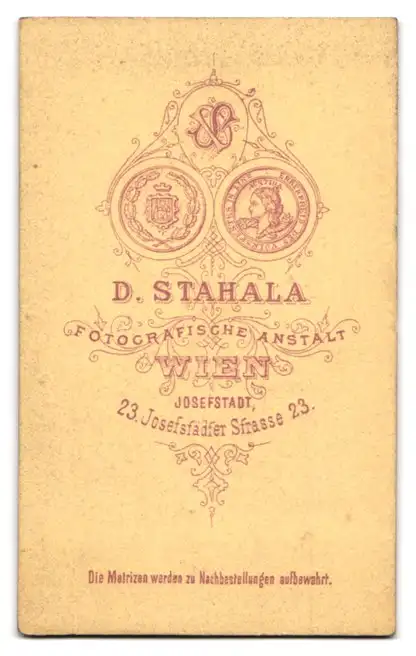 D. STAHALA
FOTOGRAFISCHE ANSTALT
WIEN
JOSEFSTADT,
23. Josefstädter Strasse 23.
Die Matrizen werden zu Nachbestellungen aufbewahrt.